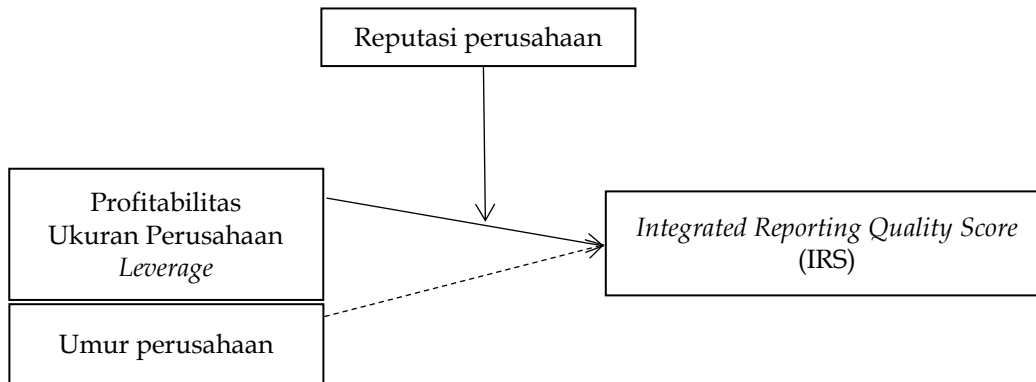 Reputasi perusahaan
Profitabilitas
Ukuran Perusahaan
Leverage
Umur perusahaan
Integrated Reporting Quality Score
(IRS)